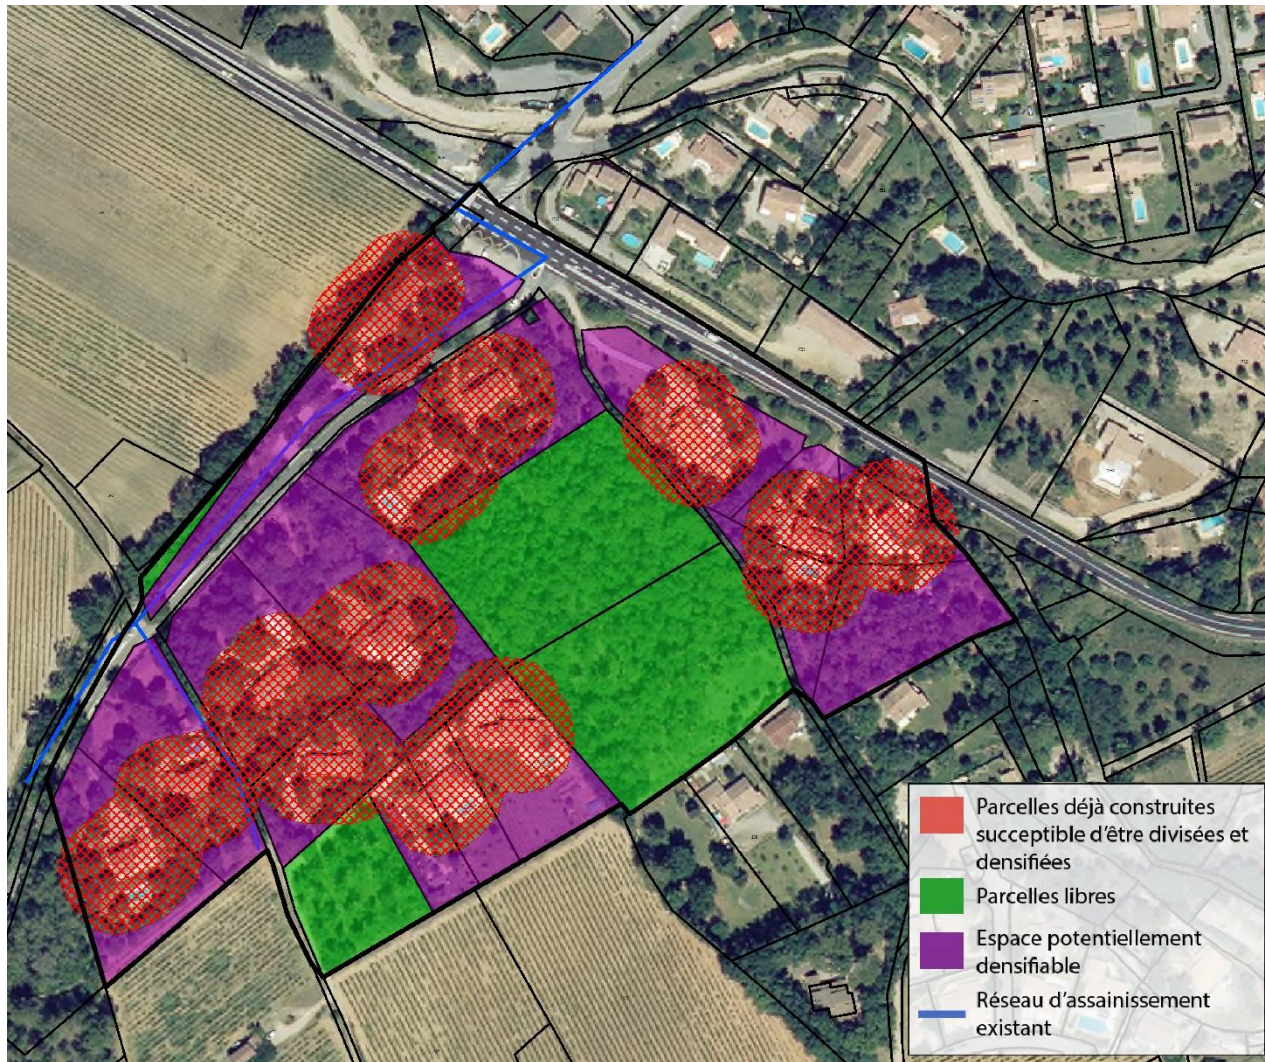 Parcelles déjà construites
succeptible d'être divisées et
densifiées
Parcelles libres
Espace potentiellement
densifiable
Réseau d'assainissement
existant